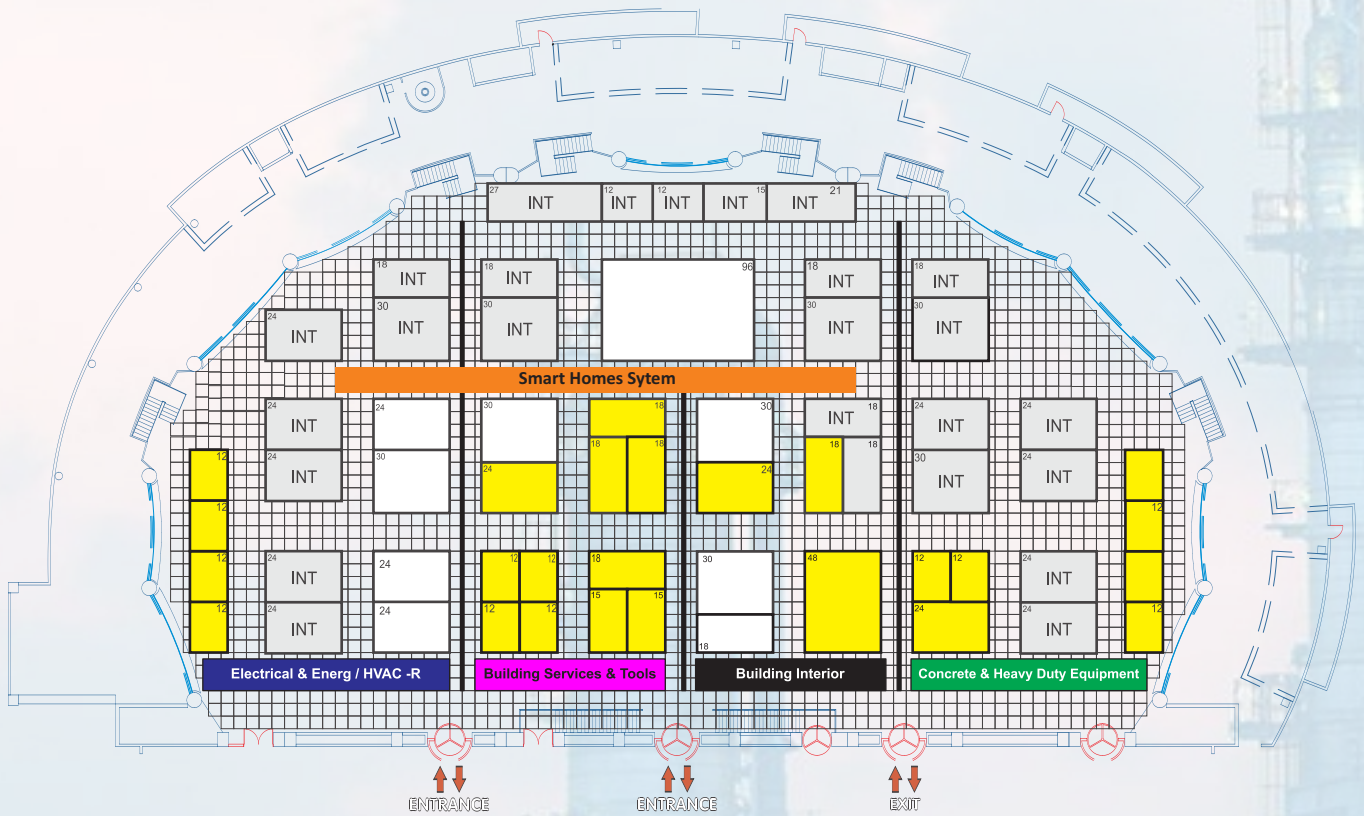 27 INT 12 INT 12 INT INT 15 INT 21
18 INT 18 INT 96 18 INT 18 INT
24 INT 30 INT 30 INT 30 INT 30 INT
Smart Homes Sytem
24 INT 24 30 18 30 INT 18 24 INT 24 INT
12 24 INT 30 24 18 18 24 18 18 30 INT 24 INT
12 12
12 24 INT 24 12 12 18 30 48 12 12 24 INT
12 24 INT 24 12 12 15 15 18 24 24 INT 12
Electrical & Energ / HVAC -R
Building Services & Tools
Building Interior
Concrete & Heavy Duty Equipment
ENTRANCE
ENTRANCE
EXIT